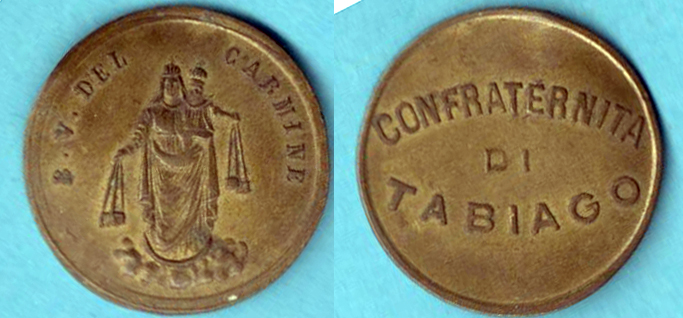 B. V. DEL CARMINE
CONFRATERNITA
DI
TABIAGO